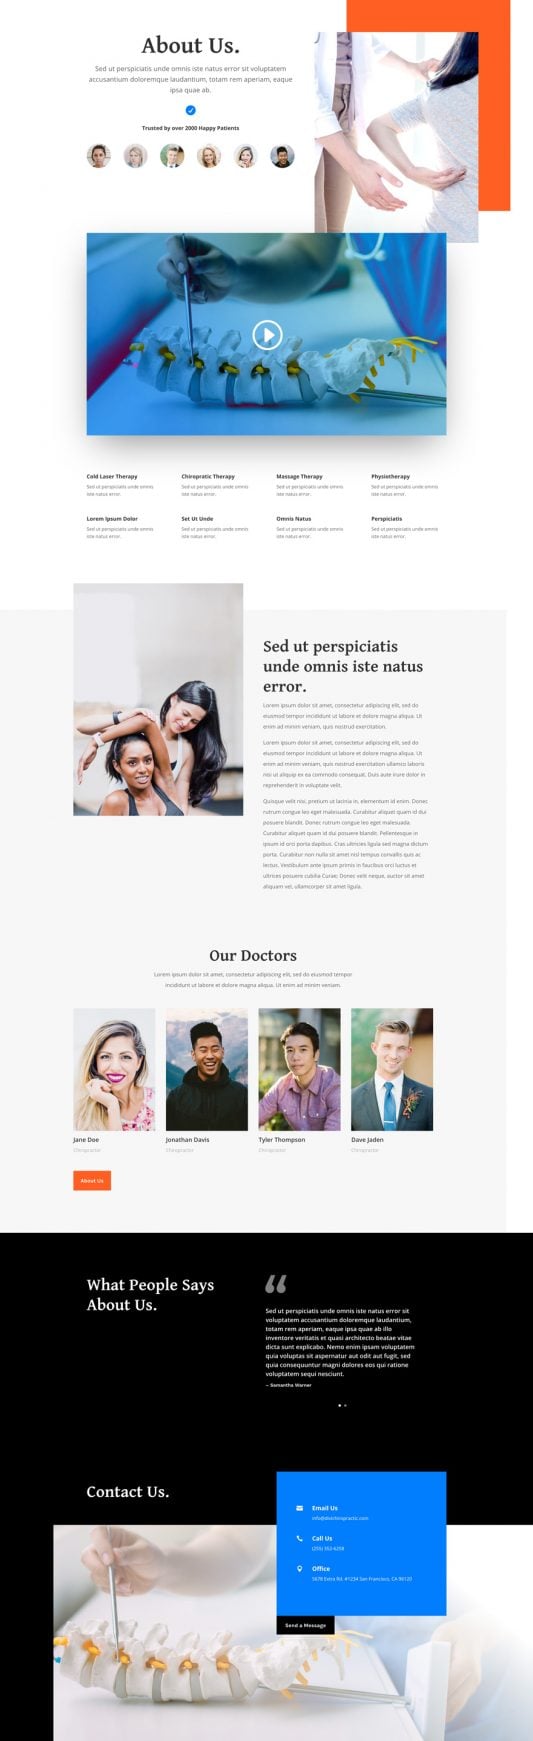 About Us.
Sed ut perspiciatis unde omnis iste natus error sit voluptatem
accusantium doloremque laudantium, totam rem aperiam, eaque
ipsa quae ab.
Trusted by over 2000 Happy Patients
Cold Laser Therapy
Sed ut perspiciatis unde omnis
iste natus error.
Chiropratic Therapy
Sed ut perspiciatis unde omnis
iste natus error.
Massage Therapy
Sed ut perspiciatis unde omnis
iste natus error.
Physiotherapy
Sed ut perspiciatis unde omnis
iste natus error.
Lorem Ipsum Dolor
Sed ut perspiciatis unde omnis
iste natus error.
Set Ut Unde
Sed ut perspiciatis unde omnis
iste natus error.
Omnis Natus
Sed ut perspiciatis unde omnis
iste natus error.
Perspiciatis
Sed ut perspiciatis unde omnis
iste natus error.
Sed ut perspiciatis
unde omnis iste natus
error.
Lorem ipsum dolor sit amet, consectetur adipiscing elit, sed do
eiusmod tempor incididunt ut labore et dolore magna aliqua. Ut
enim ad minim veniam, quis nostrud exercitation.
Lorem ipsum dolor sit amet, consectetur adipiscing elit, sed do
eiusmod tempor incididunt ut labore et dolore magna aliqua. Ut
enim ad minim veniam, quis nostrud exercitation ullamco laboris
nisi ut aliquip ex ea commodo consequat. Duis aute irure dolor in
reprehenderit in voluptate velit.
Quisque velit nisi, pretium ut lacinia in, elementum id enim. Donec
rutrum congue leo eget malesuada. Curabitur aliquet quam id dui
posuere blandit. Donec rutrum congue leo eget malesuada.
Curabitur aliquet quam id dui posuere blandit. Pellentesque in
ipsum id orci porta dapibus. Cras ultricies ligula sed magna dictum
porta. Curabitur non nulla sit amet nisl tempus convallis quis ac
lectus. Vestibulum ante ipsum primis in faucibus orci luctus et
ultrices posuere cubilia Curae; Donec velit neque, auctor sit amet
aliquam vel, ullamcorper sit amet ligula.
Our Doctors
Lorem ipsum dolor sit amet, consectetur adipiscing elit, sed do eiusmod tempor
incididunt ut labore et dolore magna aliqua. Ut enim ad minim veniam.
Jane Doe
Chiropractor
Jonathan Davis
Chiropractor
Tyler Thompson
Chiropractor
Dave Jaden
Chiropractor
About Us
What People Says
About Us.
“
Sed ut perspiciatis unde omnis iste natus error sit
voluptatem accusantium doloremque laudantium,
totam rem aperiam, eaque ipsa quae ab illo
inventore veritatis et quasi architecto beatae vitae
dicta sunt explicabo. Nemo enim ipsam voluptatem
quia voluptas sit aspernatur aut odit aut fugit, sed
quia consequuntur magni dolores eos qui ratione
voluptatem sequi nesciunt.
~ Samantha Warner
Contact Us.
Email Us
info@divichiropractic.com
Call Us
(255) 352-6258
Office
5678 Extra Rd. #1234 San Francisco, CA 96120
Send a Message